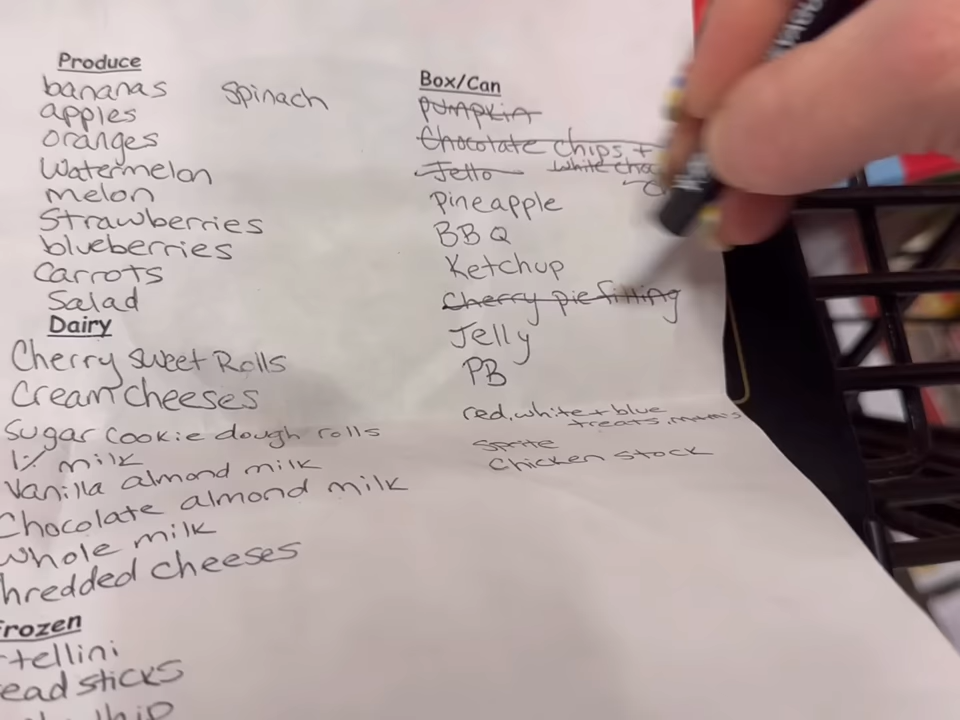 Produce
bananas
Spinach
apples
oranges
Watermelon
melon
Strawberries
blueberries
Carrots
Salad
Dairy
Cherry Sweet Rolls
Cream cheeses
Sugar cookie dough rolls
1% milk
Vanilla almond milk
Chocolate almond milk
Whole milk
hredded cheeses
rozen
tellini
ead sticks
Box/Can
Pumpkin
Chocolate chips +
white choc
Jello
Pineapple
BBQ
Ketchup
Cherry pie filling
Jelly
PB
red, white + blue
treats, m+m's
Sprite
Chicken stock